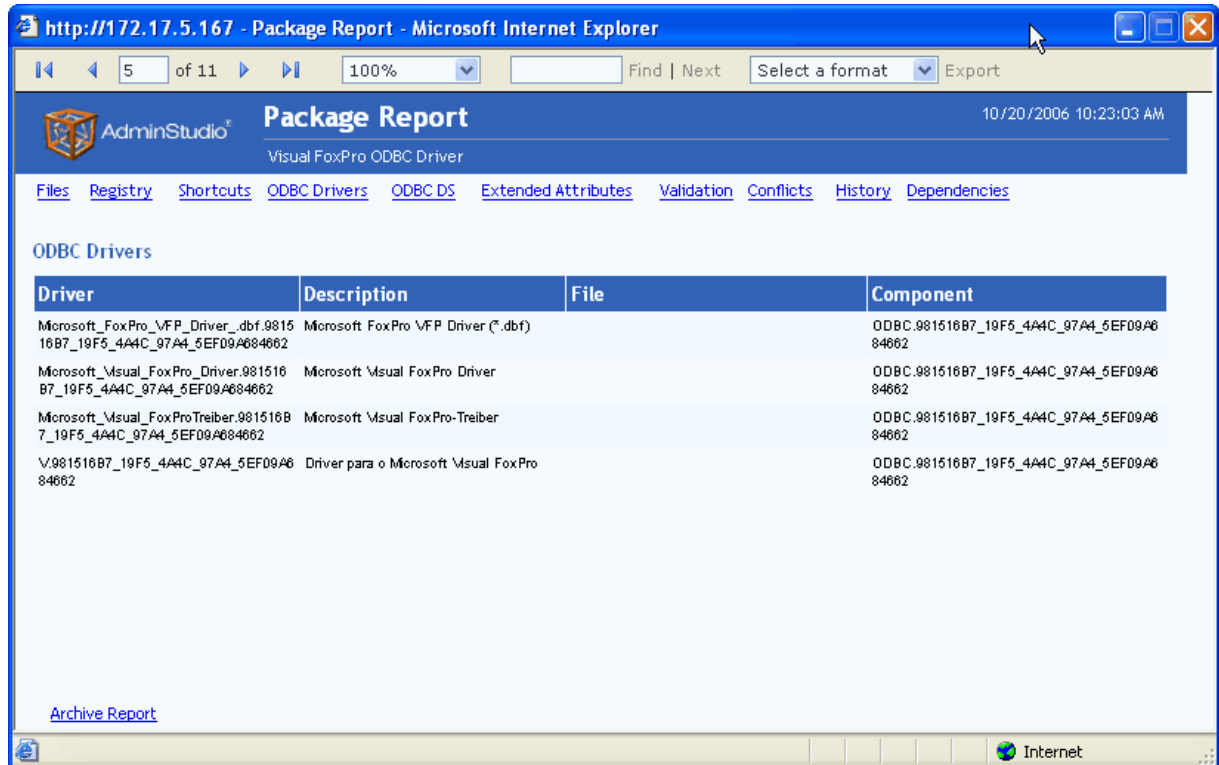 http://172.17.5.167 - Package Report - Microsoft Internet Explorer
5 of 11 100% Find | Next Select a format Export
AdminStudio
Package Report
10/20/2006 10:23:03 AM
Visual FoxPro ODBC Driver
Files Registry Shortcuts ODBC Drivers ODBC DS Extended Attributes Validation Conflicts History Dependencies
ODBC Drivers
Driver Description File Component
Microsoft_FoxPro_VFP_Driver_.dbf.9815 Microsoft FoxPro VFP Driver (*.dbf) ODBC.981516B7_19F5_4A4C_97A4_5EF09A6
16B7_19F5_4A4C_97A4_5EF09A684662 84662
Microsoft_Visual_FoxPro_Driver.981516 Microsoft Visual FoxPro Driver ODBC.981516B7_19F5_4A4C_97A4_5EF09A6
B7_19F5_4A4C_97A4_5EF09A684662 84662
Microsoft_Visual_FoxProTreiber.981516B Microsoft Visual FoxPro-Treiber ODBC.981516B7_19F5_4A4C_97A4_5EF09A6
7_19F5_4A4C_97A4_5EF09A684662 84662
V.981516B7_19F5_4A4C_97A4_5EF09A6 Driver para o Microsoft Visual FoxPro ODBC.981516B7_19F5_4A4C_97A4_5EF09A6
84662 84662
Archive Report
Internet